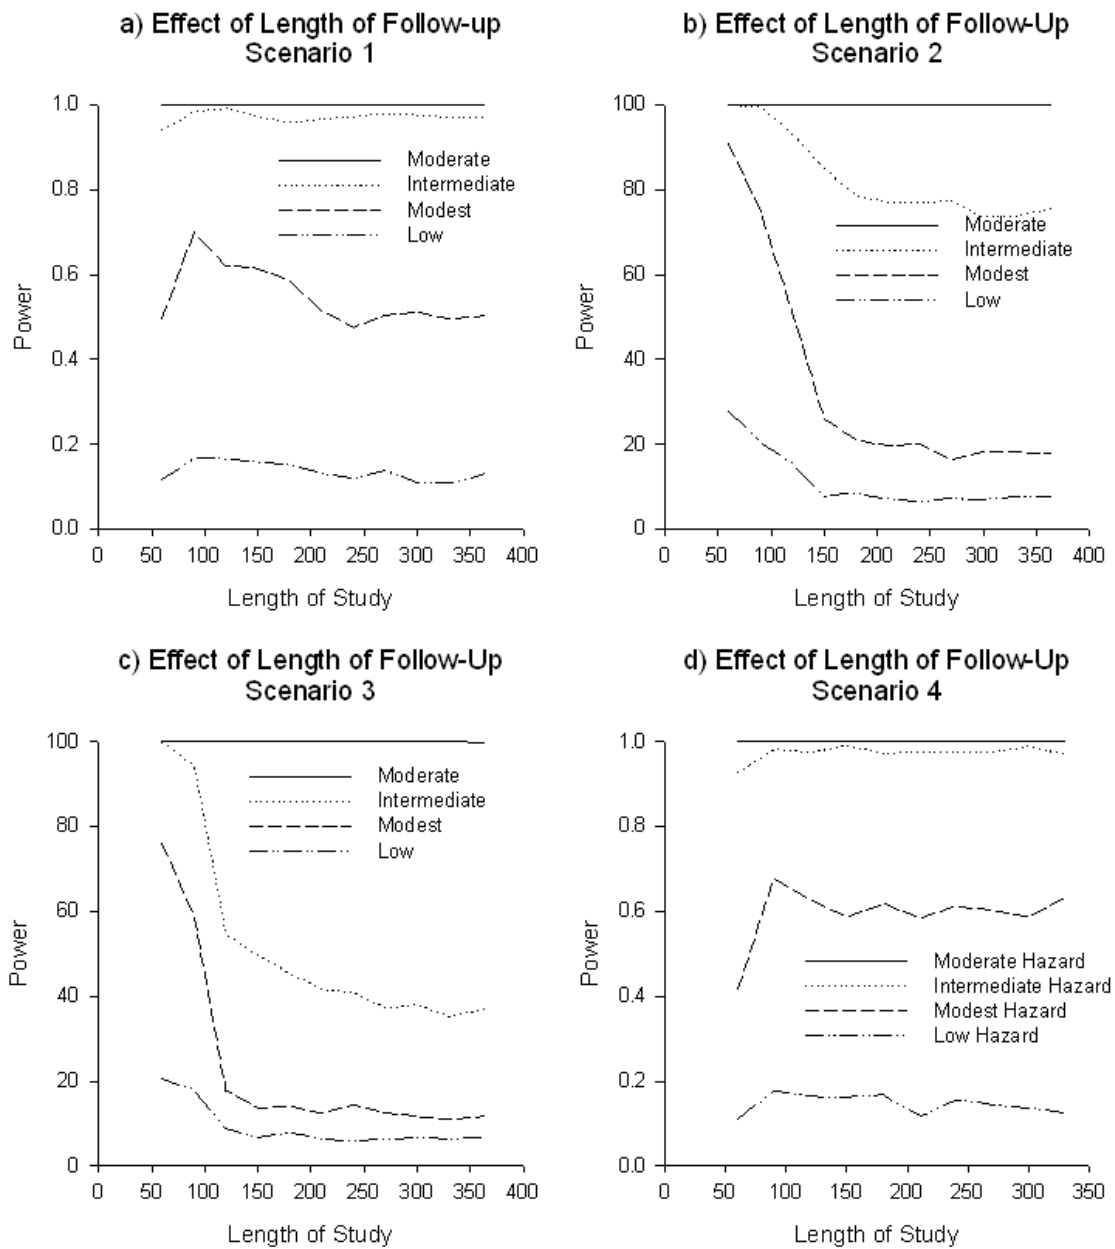 a) Effect of Length of Follow-up
Scenario 1
1.0
0.8
0.6
0.4
0.2
0.0
Power
Moderate
Intermediate
Modest
Low
0 50 100 150 200 250 300 350 400
Length of Study
b) Effect of Length of Follow-Up
Scenario 2
100
80
60
40
20
0
Power
Moderate
Intermediate
Modest
Low
0 50 100 150 200 250 300 350 400
Length of Study
c) Effect of Length of Follow-Up
Scenario 3
100
80
60
40
20
0
Power
Moderate
Intermediate
Modest
Low
0 50 100 150 200 250 300 350 400
Length of Study
d) Effect of Length of Follow-Up
Scenario 4
1.0
0.8
0.6
0.4
0.2
0.0
Power
Moderate Hazard
Intermediate Hazard
Modest Hazard
Low Hazard
0 50 100 150 200 250 300 350
Length of Study